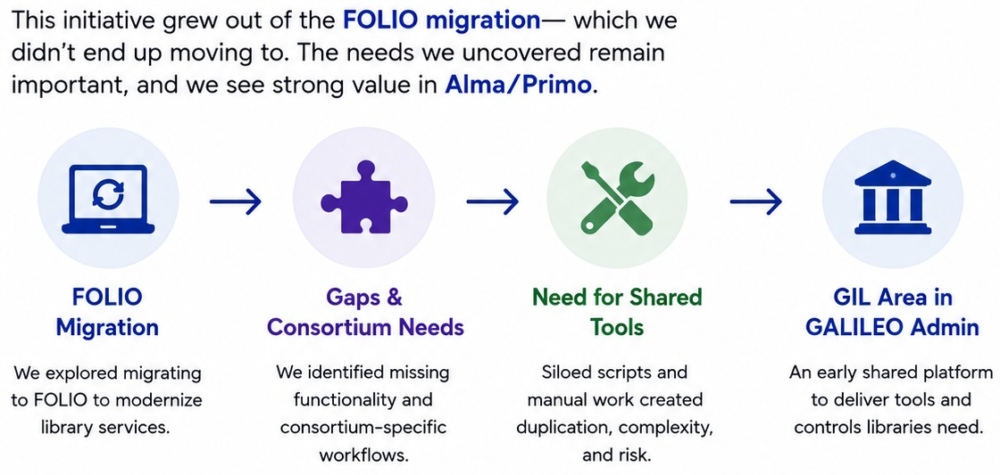 This initiative grew out of the FOLIO migration— which we
didn’t end up moving to. The needs we uncovered remain
important, and we see strong value in Alma/Primo.
FOLIO
Migration
We explored migrating
to FOLIO to modernize
library services.
Gaps &
Consortium Needs
We identified missing
functionality and
consortium-specific
workflows.
Need for Shared
Tools
Siloed scripts and
manual work created
duplication, complexity,
and risk.
GIL Area in
GALILEO Admin
An early shared platform
to deliver tools and
controls libraries need.